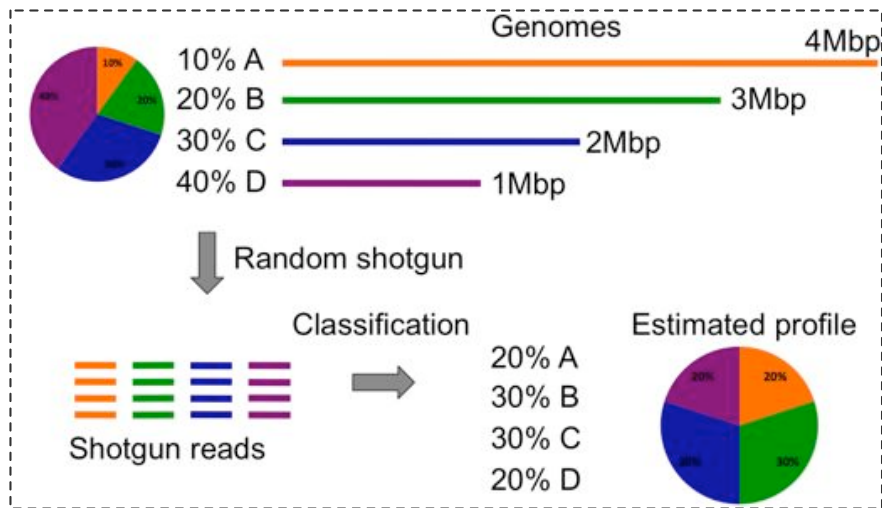 Genomes
10% A
4Mbp
20% B
3Mbp
30% C
2Mbp
40% D
1Mbp
10%
20%
40%
Random shotgun
Classification
Estimated profile
Shotgun reads
20% A
30% B
30% C
20% D
20%
20%
30%